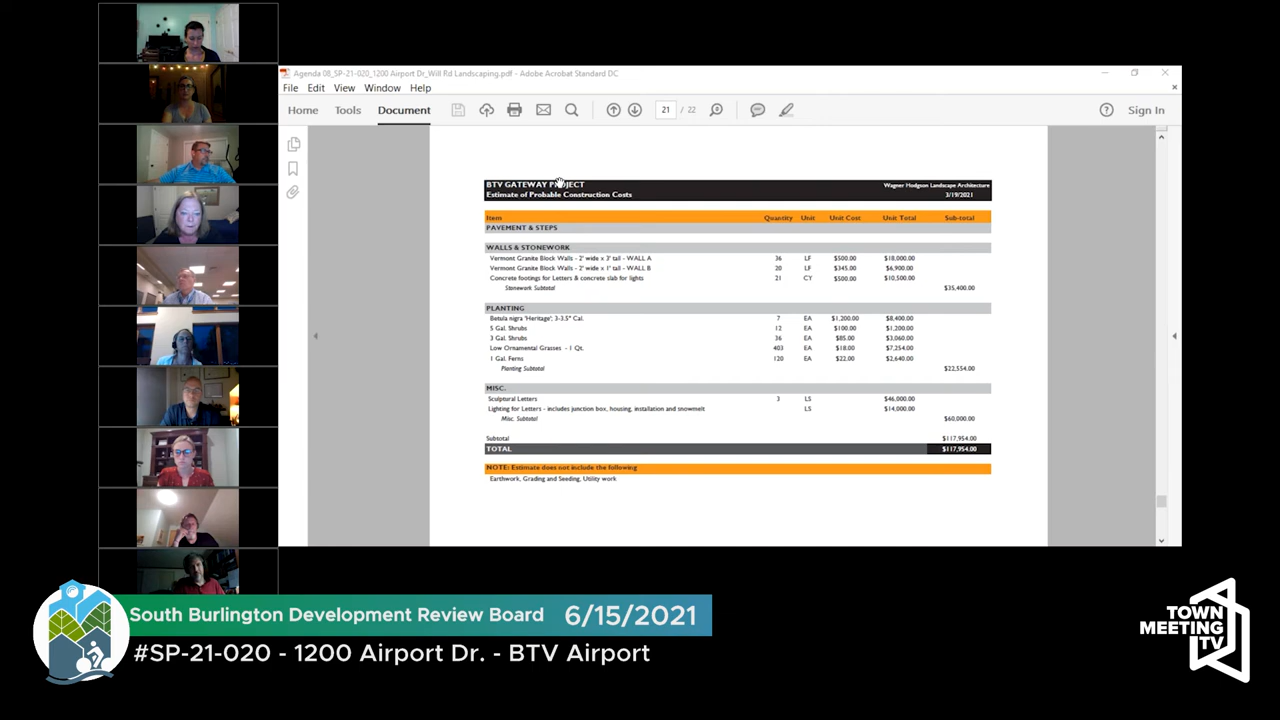 Agenda 08_SP-21-020_1200 Airport Dr_Will Rd Landscaping.pdf - Adobe Acrobat Standard DC
File Edit View Window Help
Home Tools Document 21 / 22 Sign In
BTV GATEWAY PROJECT Wagner Hodgson Landscape Architecture
Estimate of Probable Construction Costs 3/19/2021
Item Quantity Unit Unit Cost Unit Total Sub-total
PAVEMENT & STEPS
WALLS & STONEWORK
Vermont Granite Block Walls - 2' wide x 3' tall - WALL A 36 LF $500.00 $18,000.00
Vermont Granite Block Walls - 2' wide x 1' tall - WALL B 20 LF $345.00 $6,900.00
Concrete footings for Letters & concrete slab for lights 21 CY $500.00 $10,500.00
Stonework Subtotal $35,400.00
PLANTING
Betula nigra 'Heritage'; 3-3.5" Cal. 7 EA $1,200.00 $8,400.00
5 Gal. Shrubs 12 EA $100.00 $1,200.00
3 Gal. Shrubs 36 EA $85.00 $3,060.00
Low Ornamental Grasses - 1 Qt. 403 EA $18.00 $7,254.00
1 Gal. Ferns 120 EA $22.00 $2,640.00
Planting Subtotal $22,554.00
MISC.
Sculptural Letters 3 LS $46,000.00
Lighting for Letters - includes junction box, housing, installation and snowmelt LS $14,000.00
Misc. Subtotal $60,000.00
Subtotal $117,954.00
TOTAL $117,954.00
NOTE: Estimate does not include the following
Earthwork, Grading and Seeding, Utility work
South Burlington Development Review Board 6/15/2021
#SP-21-020 - 1200 Airport Dr. - BTV Airport
TOWN
MEETING
TV